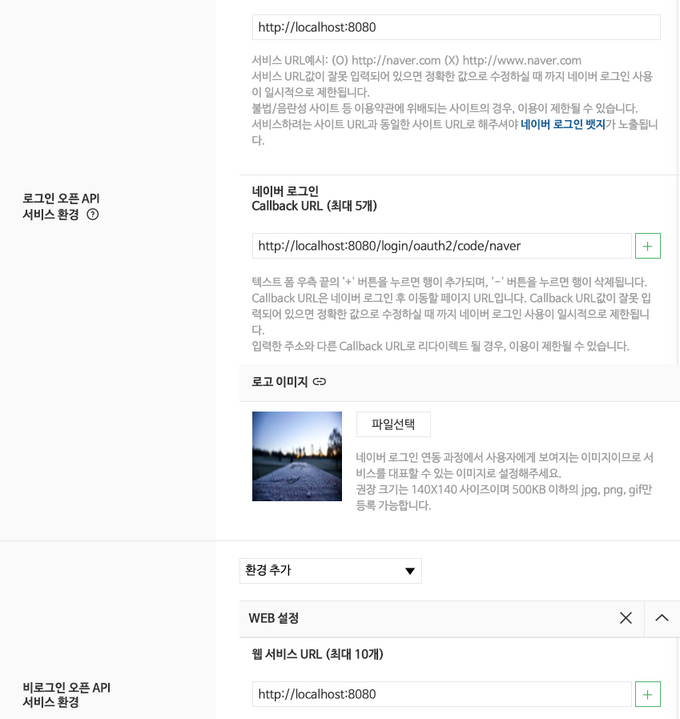 http://localhost:8080
서비스 URL예시: (O) http://naver.com (X) http://www.naver.com
서비스 URL값이 잘못 입력되어 있으면 정확한 값으로 수정하실 때 까지 네이버 로그인 사용
이 일시적으로 제한됩니다.
불법/음란성 사이트 등 이용약관에 위배되는 사이트의 경우, 이용이 제한될 수 있습니다.
서비스하려는 사이트 URL과 동일한 사이트 URL로 해주셔야 네이버 로그인 뱃지가 노출됩니
다.
로그인 오픈 API
서비스 환경 ?
네이버 로그인
Callback URL (최대 5개)
http://localhost:8080/login/oauth2/code/naver +
텍스트 폼 우측 끝의 '+' 버튼을 누르면 행이 추가되며, '-' 버튼을 누르면 행이 삭제됩니다.
Callback URL은 네이버 로그인 후 이동할 페이지 URL입니다. Callback URL값이 잘못 입
력되어 있으면 정확한 값으로 수정하실 때 까지 네이버 로그인 사용이 일시적으로 제한됩니
다.
입력한 주소와 다른 Callback URL로 리다이렉트 될 경우, 이용이 제한될 수 있습니다.
로고 이미지
파일선택
네이버 로그인 연동 과정에서 사용자에게 보여지는 이미지이므로 서
비스를 대표할 수 있는 이미지로 설정해주세요.
권장 크기는 140X140 사이즈이며 500KB 이하의 jpg, png, gif만
등록 가능합니다.
환경 추가
WEB 설정
웹 서비스 URL (최대 10개)
비로그인 오픈 API
서비스 환경
http://localhost:8080 +